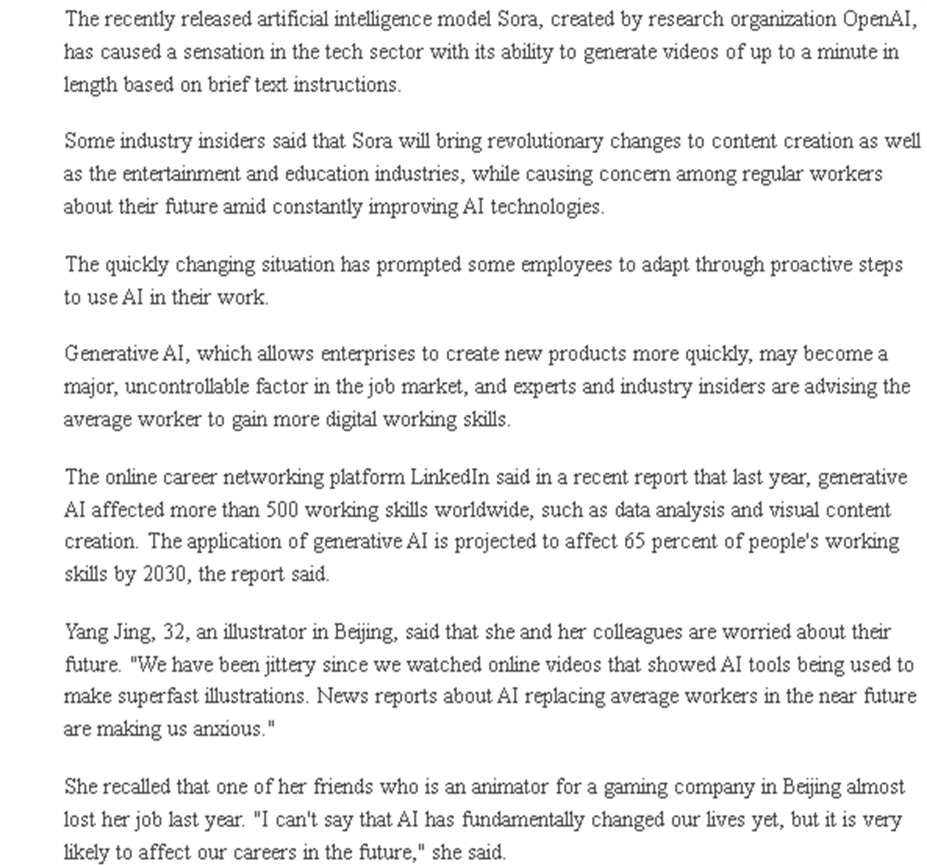 The recently released artificial intelligence model Sora, created by research organization OpenAI,
has caused a sensation in the tech sector with its ability to generate videos of up to a minute in
length based on brief text instructions.
Some industry insiders said that Sora will bring revolutionary changes to content creation as well
as the entertainment and education industries, while causing concern among regular workers
about their future amid constantly improving AI technologies.
The quickly changing situation has prompted some employees to adapt through proactive steps
to use AI in their work.
Generative AI, which allows enterprises to create new products more quickly, may become a
major, uncontrollable factor in the job market, and experts and industry insiders are advising the
average worker to gain more digital working skills.
The online career networking platform LinkedIn said in a recent report that last year, generative
AI affected more than 500 working skills worldwide, such as data analysis and visual content
creation. The application of generative AI is projected to affect 65 percent of people's working
skills by 2030, the report said.
Yang Jing, 32, an illustrator in Beijing, said that she and her colleagues are worried about their
future. "We have been jittery since we watched online videos that showed AI tools being used to
make superfast illustrations. News reports about AI replacing average workers in the near future
are making us anxious."
She recalled that one of her friends who is an animator for a gaming company in Beijing almost
lost her job last year. "I can't say that AI has fundamentally changed our lives yet, but it is very
likely to affect our careers in the future," she said.